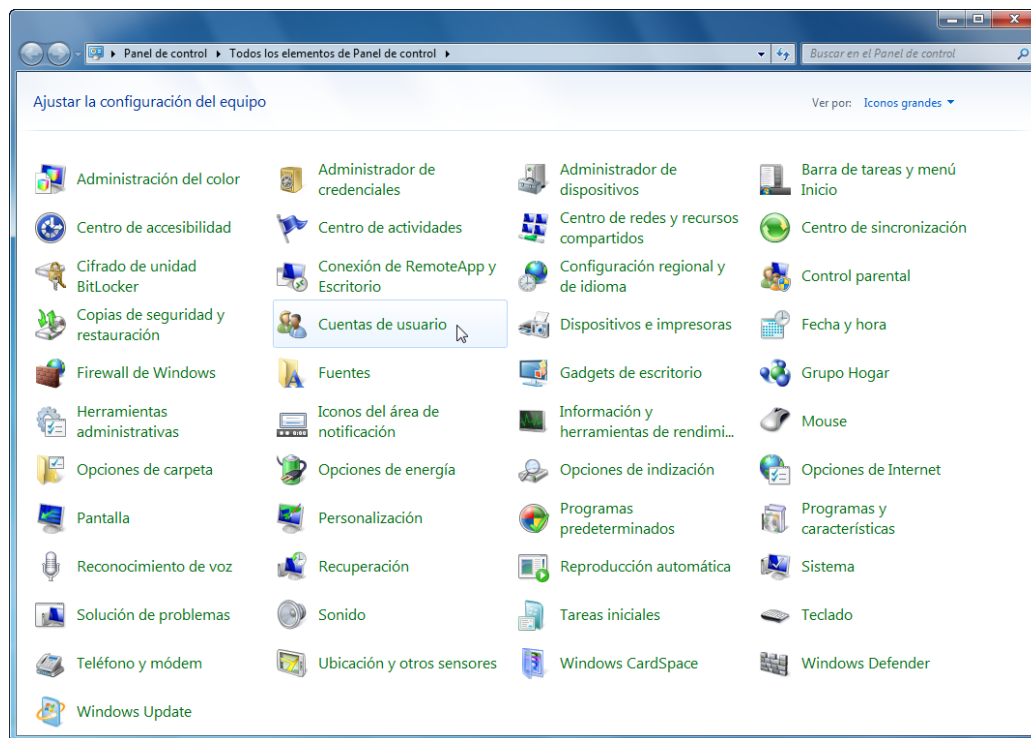 Panel de control ▸ Todos los elementos de Panel de control ▸
Buscar en el Panel de control
Ajustar la configuración del equipo
Ver por: Iconos grandes
Administración del color
Administrador de
credenciales
Administrador de
dispositivos
Barra de tareas y menú
Inicio
Centro de accesibilidad
Centro de actividades
Centro de redes y recursos
compartidos
Centro de sincronización
Cifrado de unidad
BitLocker
Conexión de RemoteApp y
Escritorio
Configuración regional y
de idioma
Control parental
Copias de seguridad y
restauración
Cuentas de usuario
Dispositivos e impresoras
Fecha y hora
Firewall de Windows
Fuentes
Gadgets de escritorio
Grupo Hogar
Herramientas
administrativas
Iconos del área de
notificación
Información y
herramientas de rendimi...
Mouse
Opciones de carpeta
Opciones de energía
Opciones de indización
Opciones de Internet
Pantalla
Personalización
Programas
predeterminados
Programas y
características
Reconocimiento de voz
Recuperación
Reproducción automática
Sistema
Solución de problemas
Sonido
Tareas iniciales
Teclado
Teléfono y módem
Ubicación y otros sensores
Windows CardSpace
Windows Defender
Windows Update